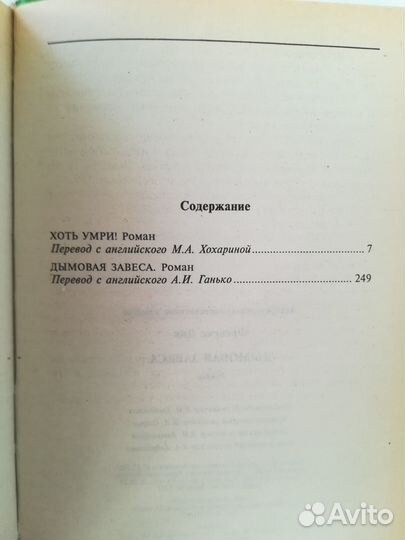 Содержание
ХОТЬ УМРИ! Роман
Перевод с английского М.А. Хохариной 7
ДЫМОВАЯ ЗАВЕСА. Роман
Перевод с английского А.И. Ганько 249
Avito